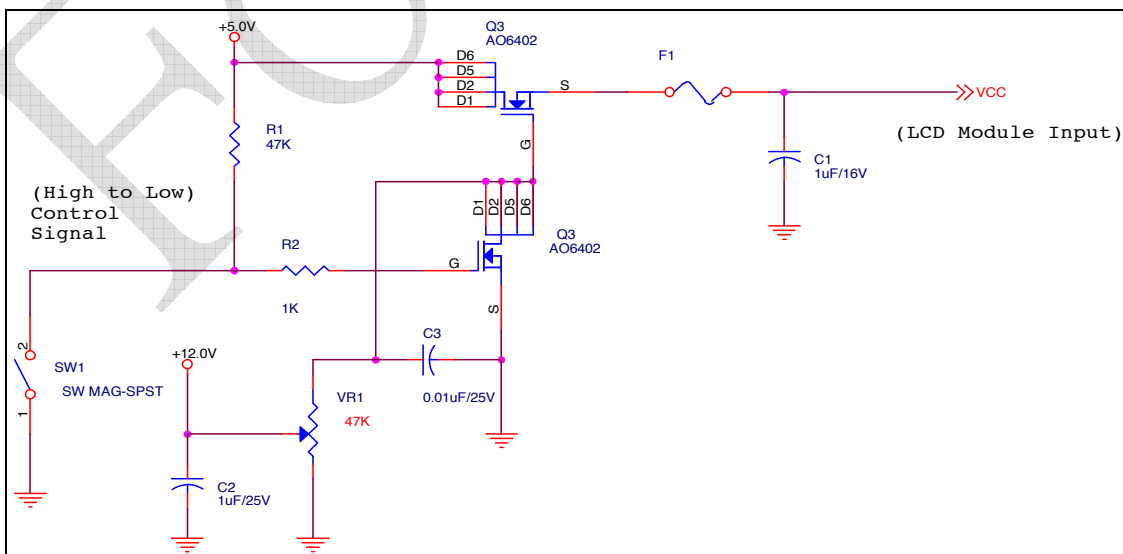 +5.0V
Q3
AO6402
D6
D5
D2
D1
S
G
F1
VCC
(LCD Module Input)
R1
47K
C1
1uF/16V
(High to Low)
Control
Signal
D1
D2
D5
D6
Q3
AO6402
R2
1K
G
S
2
1
SW1
SW MAG-SPST
+12.0V
C3
0.01uF/25V
VR1
47K
C2
1uF/25V